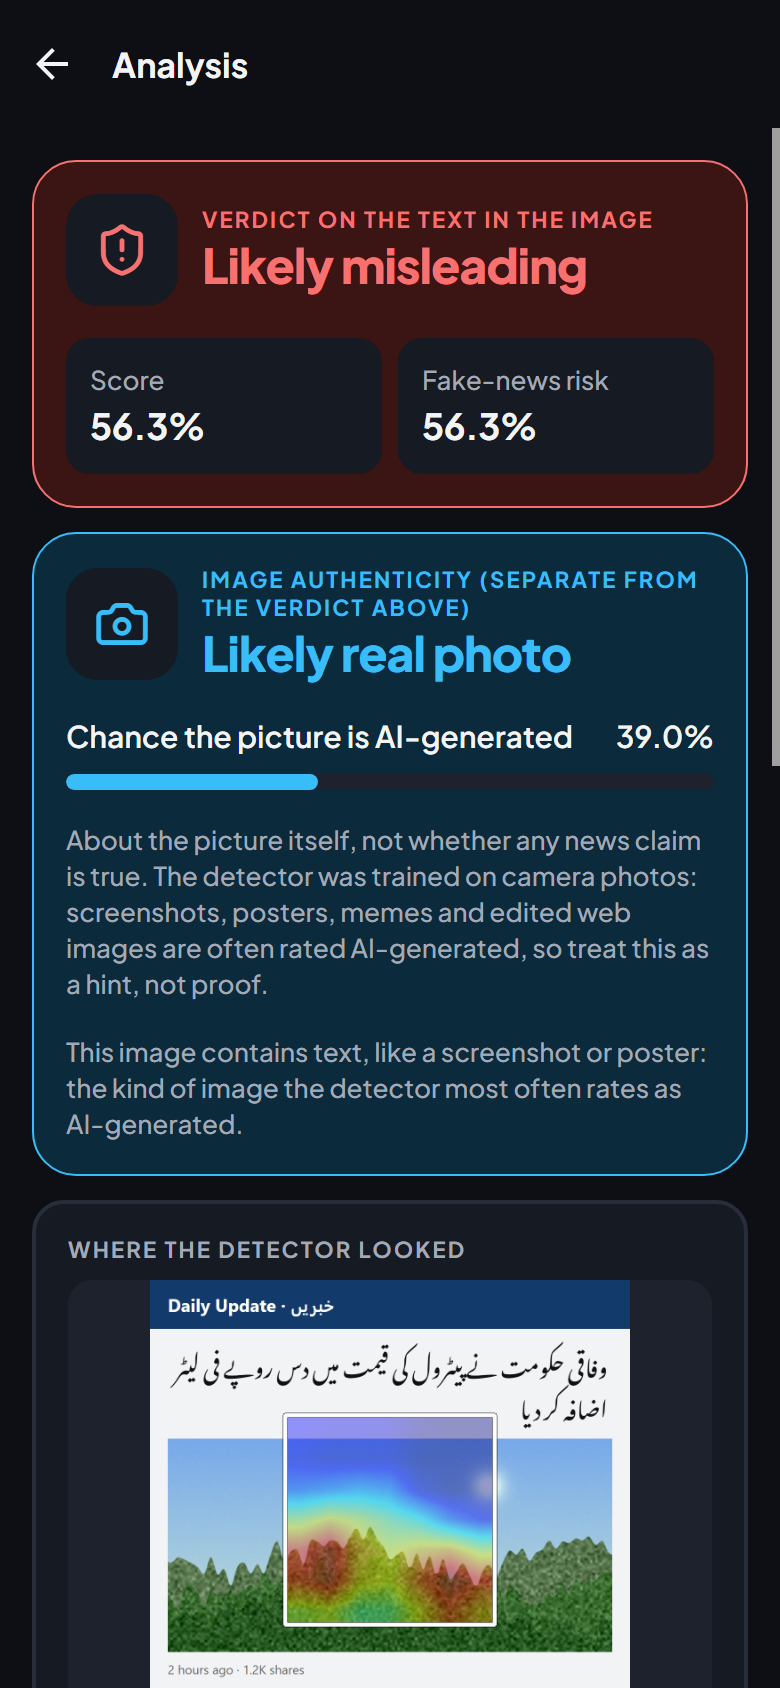 Analysis
VERDICT ON THE TEXT IN THE IMAGE
Likely misleading
Score
56.3%
Fake-news risk
56.3%
IMAGE AUTHENTICITY (SEPARATE FROM
THE VERDICT ABOVE)
Likely real photo
Chance the picture is AI-generated 39.0%
About the picture itself, not whether any news claim
is true. The detector was trained on camera photos:
screenshots, posters, memes and edited web
images are often rated AI-generated, so treat this as
a hint, not proof.
This image contains text, like a screenshot or poster:
the kind of image the detector most often rates as
AI-generated.
WHERE THE DETECTOR LOOKED
Daily Update · خبریں
وفاقی حکومت نے پیٹرول کی قیمت میں دس روپے فی لیٹر
اضافہ کر دیا
2 hours ago · 1.2K shares